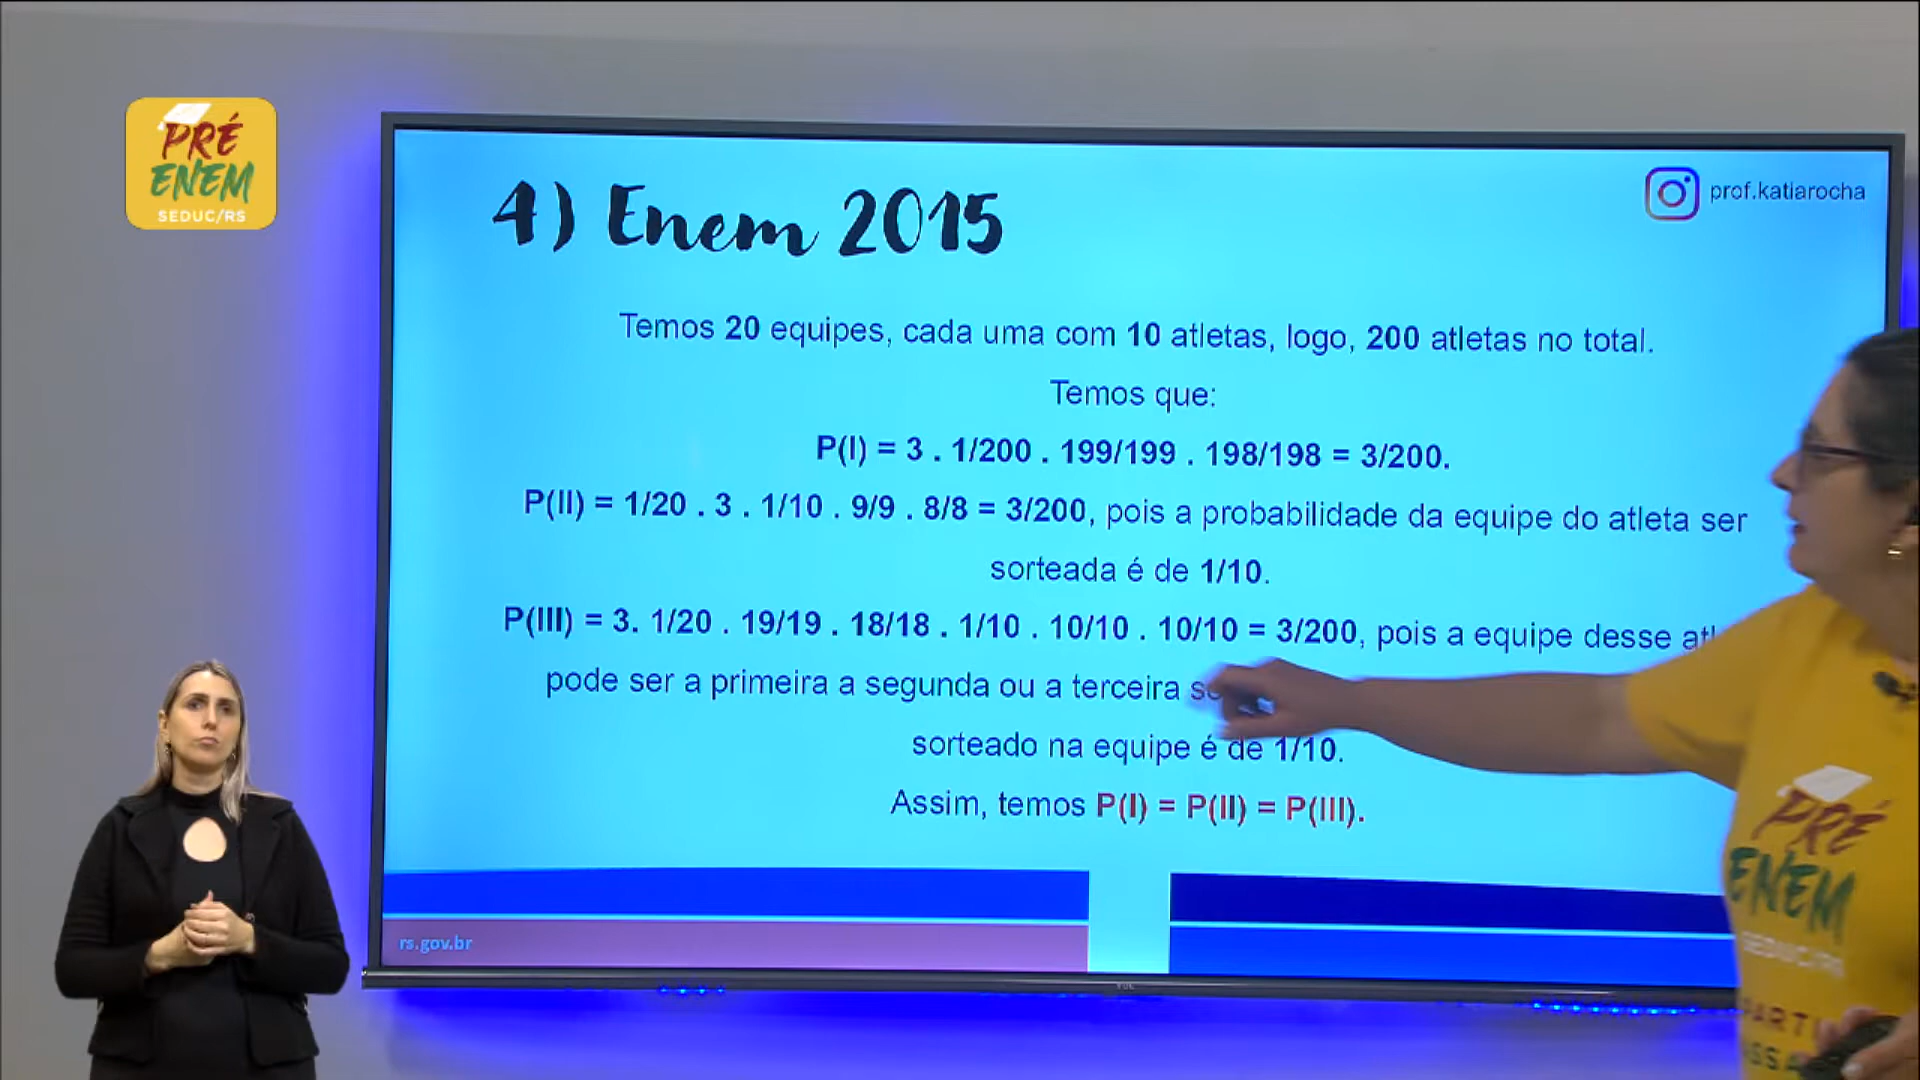 PRÉ
ENEM
SEDUC/RS
4) Enem 2015
prof.katiarocha
Temos 20 equipes, cada uma com 10 atletas, logo, 200 atletas no total.
Temos que:
P(I) = 3 . 1/200 . 199/199 . 198/198 = 3/200.
P(II) = 1/20 . 3 . 1/10 . 9/9 . 8/8 = 3/200, pois a probabilidade da equipe do atleta ser
sorteada é de 1/10.
P(III) = 3. 1/20 . 19/19 . 18/18 . 1/10 . 10/10 . 10/10 = 3/200, pois a equipe desse
pode ser a primeira a segunda ou a terceira
sorteado na equipe é de 1/10.
Assim, temos P(I) = P(II) = P(III).
rs.gov.br
PRÉ
ENEM
SEDUC/RS